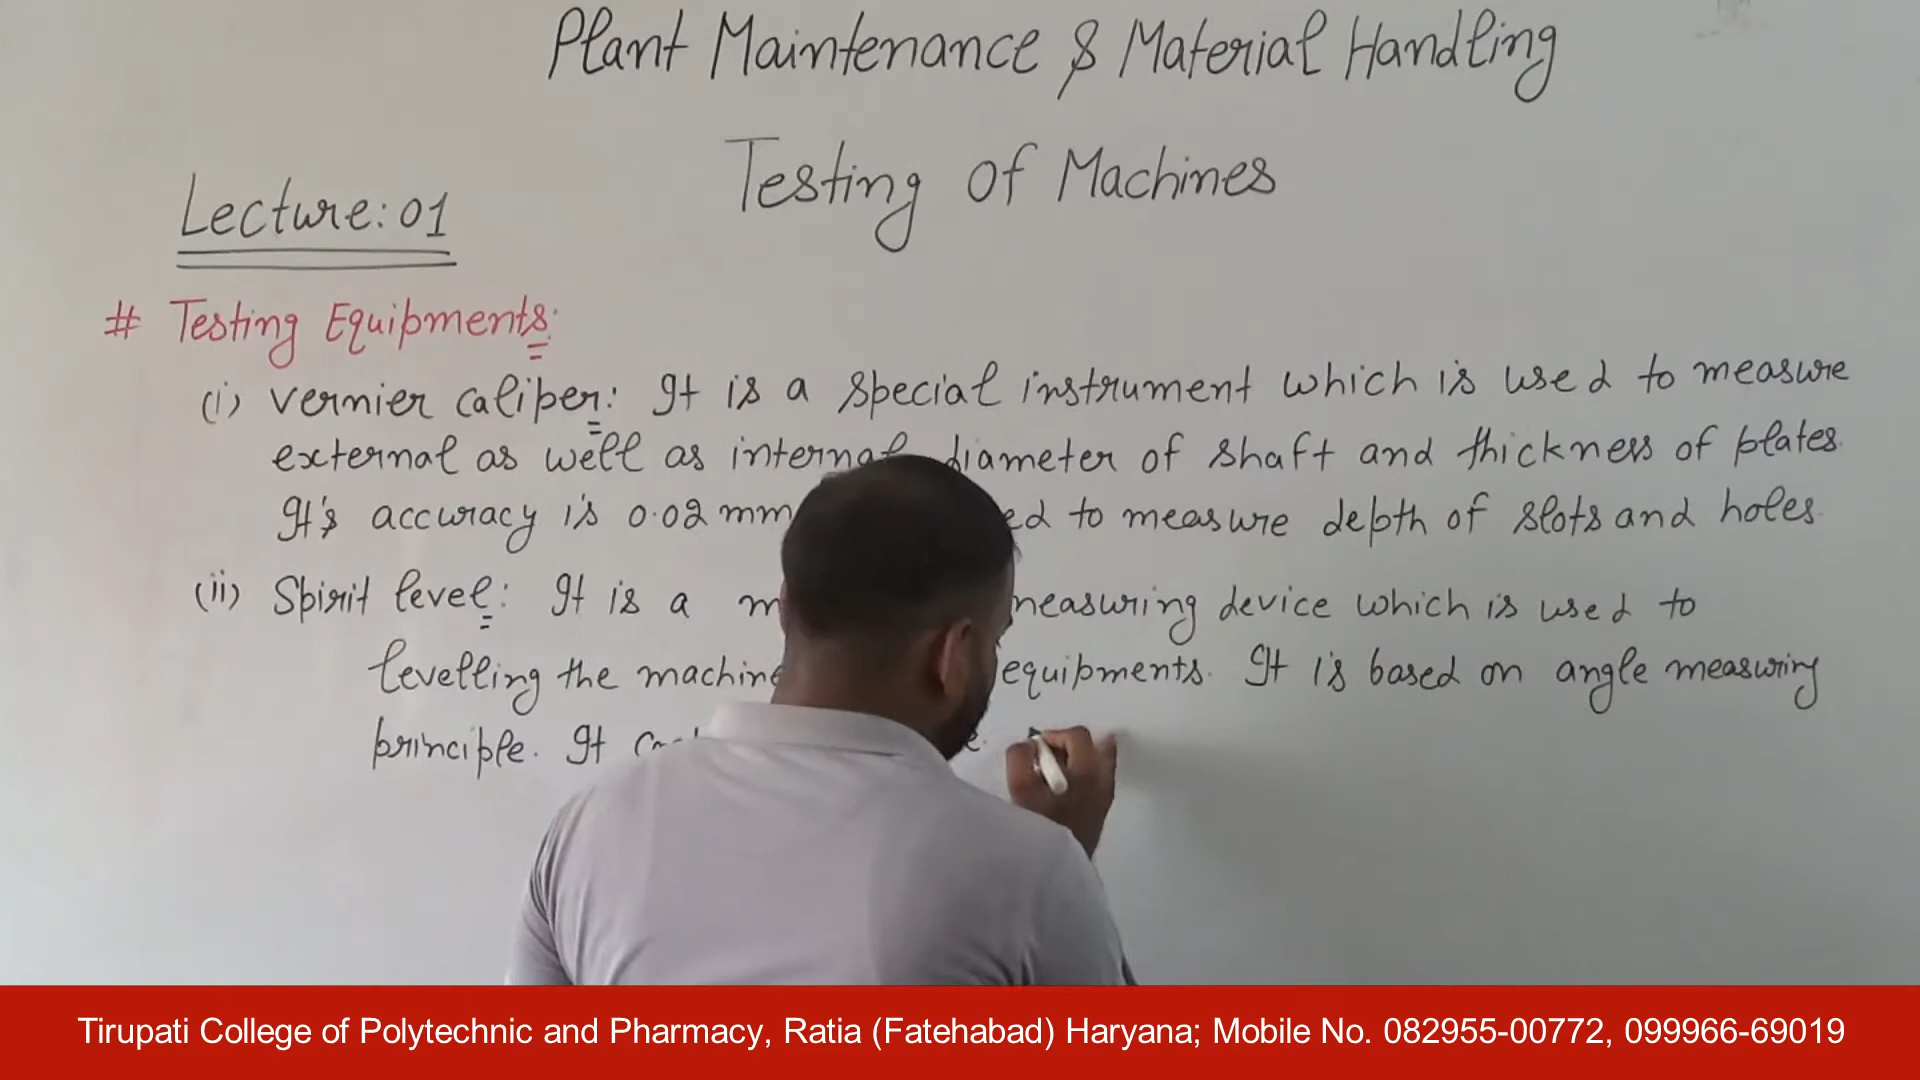 Plant Maintenance & Material Handling
Testing Of Machines
Lecture: 01
# Testing Equipments:
(i) vernier caliper: It is a special instrument which is used to measure
external as well as internal diameter of shaft and thickness of plates.
It's accuracy is 0.02 mm to measure depth of slots and holes.
(ii) Spirit level: It is a measuring device which is used to
levelling the equipments. It is based on angle measuring
principle. It
Tirupati College of Polytechnic and Pharmacy, Ratia (Fatehabad) Haryana; Mobile No. 082955-00772, 099966-69019